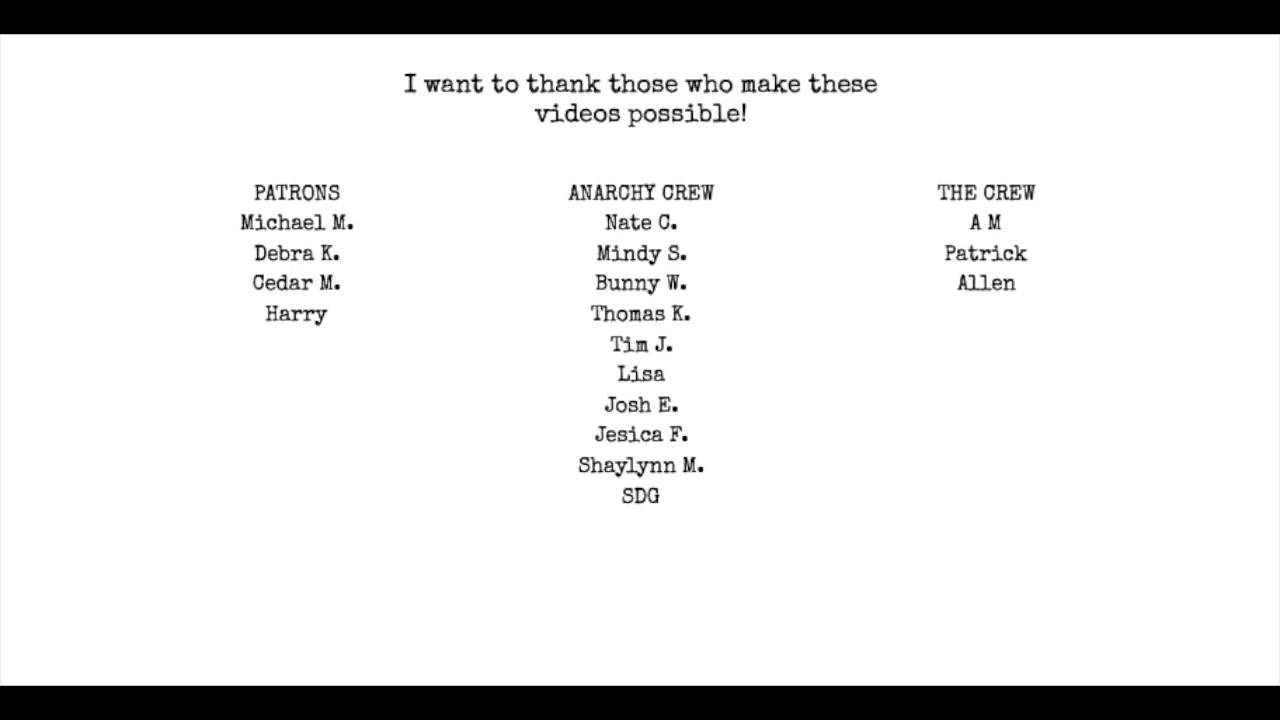 I want to thank those who make these
videos possible!
PATRONS
Michael M.
Debra K.
Cedar M.
Harry
ANARCHY CREW
Nate C.
Mindy S.
Bunny W.
Thomas K.
Tim J.
Lisa
Josh E.
Jesica F.
Shaylynn M.
SDG
THE CREW
A M
Patrick
Allen